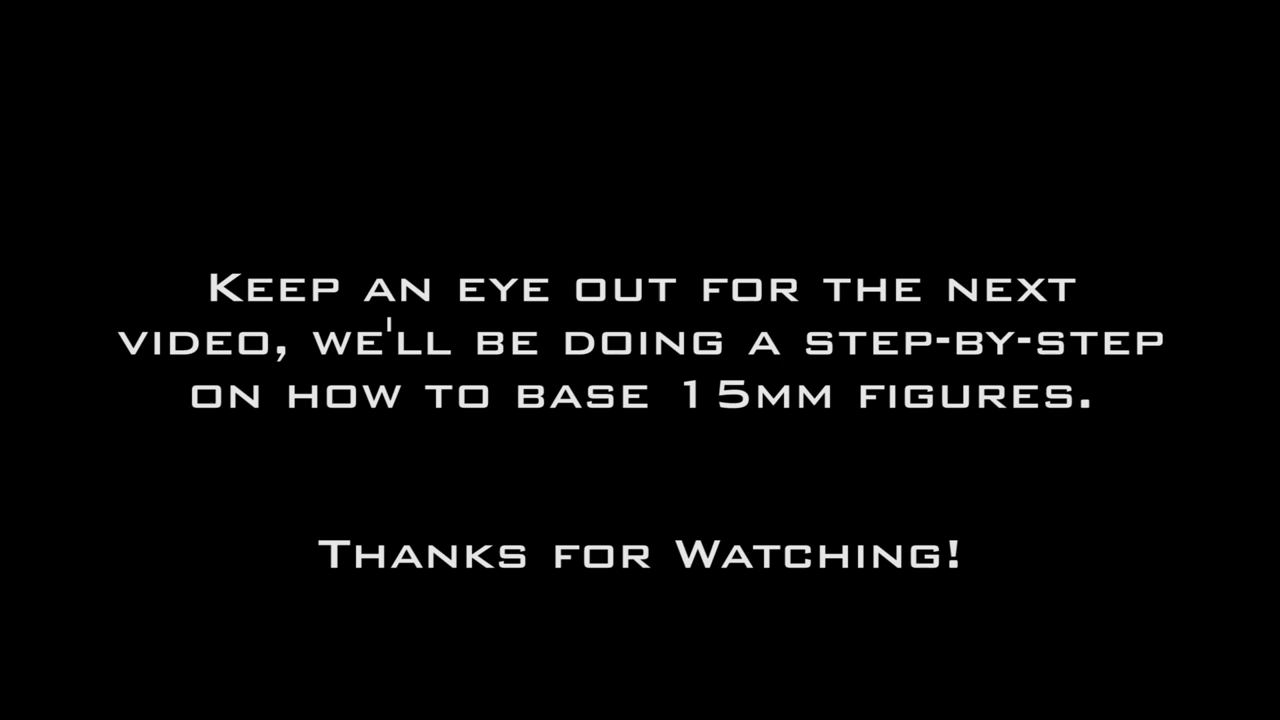 Keep an eye out for the next
video, we'll be doing a step-by-step
on how to base 15mm figures.
Thanks for Watching!